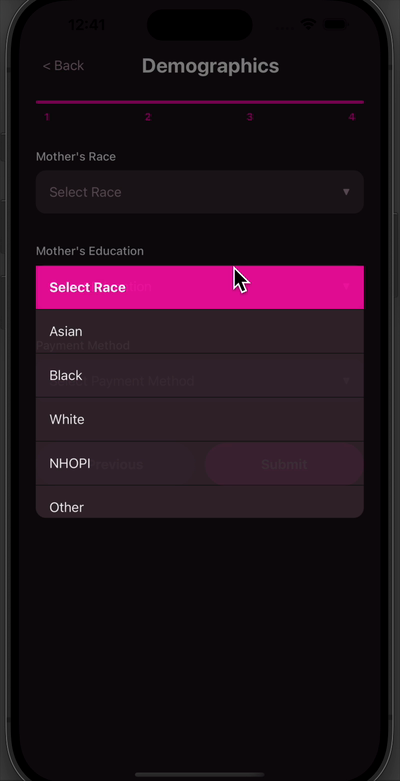 12:41
< Back
Demographics
1 2 3 4
Mother's Race
Select Race ▼
Mother's Education
Select Race
Asian
Payment Method
Black
Select Payment Method ▼
White
NHOPI
Previous
Submit
Other